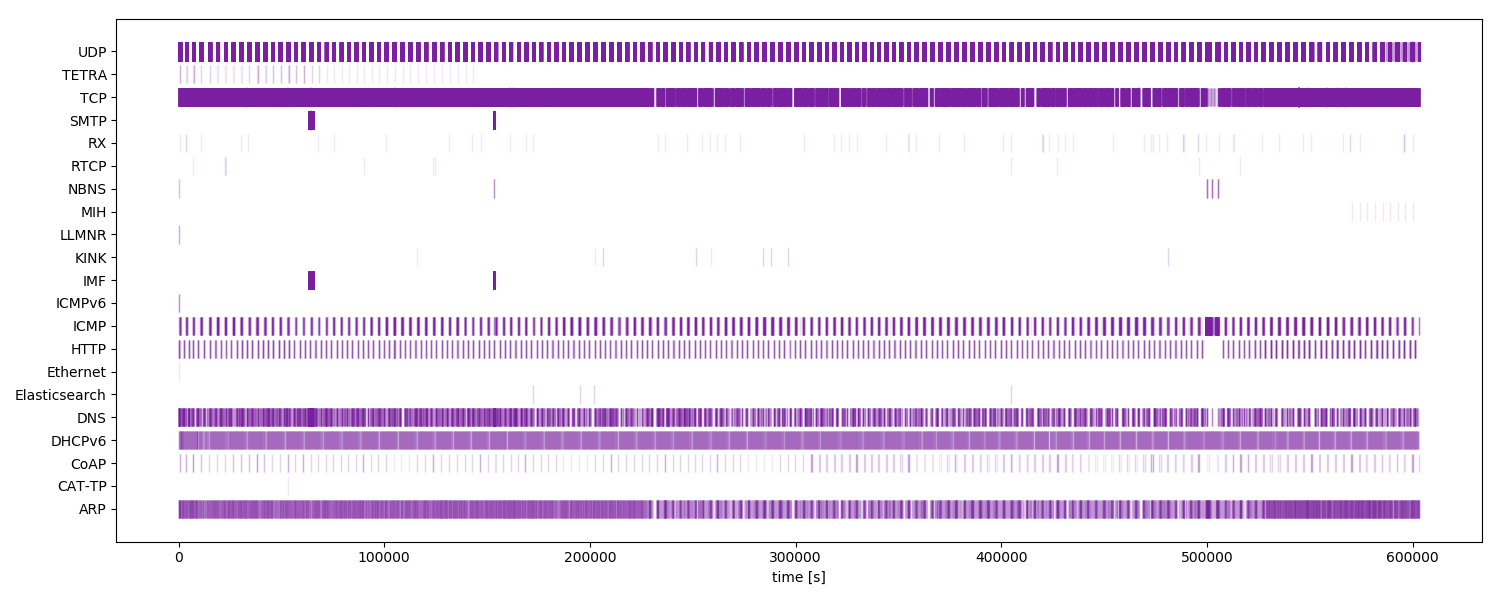 UDP
TETRA
TCP
SMTP
RX
RTCP
NBNS
MIH
LLMNR
KINK
IMF
ICMPv6
ICMP
HTTP
Ethernet
Elasticsearch
DNS
DHCPv6
CoAP
CAT-TP
ARP
0 100000 200000 300000 400000 500000 600000
time [s]